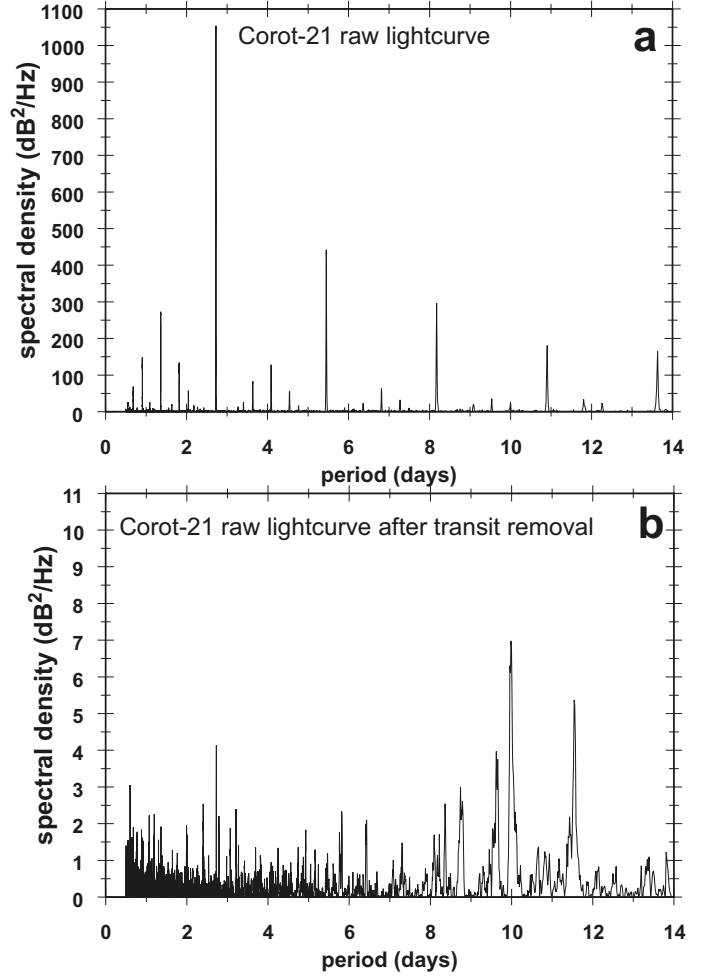 1100
Corot-21 raw lightcurve
a
1000
900
800
700
600
500
400
300
200
100
0
spectral density (dB²/Hz)
0 2 4 6 8 10 12 14
period (days)
11
Corot-21 raw lightcurve after transit removal
b
10
9
8
7
6
5
4
3
2
1
0
spectral density (dB²/Hz)
0 2 4 6 8 10 12 14
period (days)